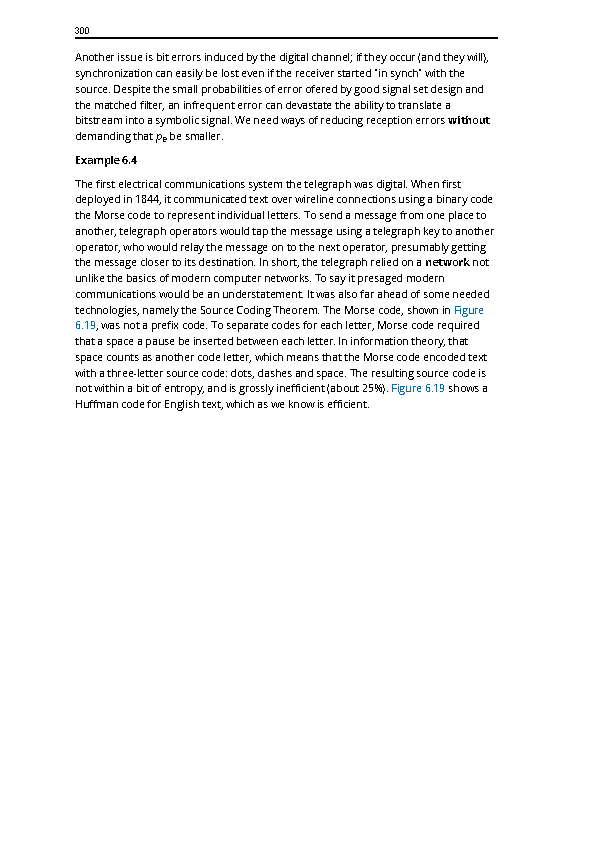 300
Another issue is bit errors induced by the digital channel; if they occur (and they will),
synchronization can easily be lost even if the receiver started "in synch" with the
source. Despite the small probabilities of error ofered by good signal set design and
the matched filter, an infrequent error can devastate the ability to translate a
bitstream into a symbolic signal. We need ways of reducing reception errors without
demanding that pe be smaller.
Example 6.4
The first electrical communications system the telegraph was digital. When first
deployed in 1844, it communicated text over wireline connections using a binary code
the Morse code to represent individual letters. To send a message from one place to
another, telegraph operators would tap the message using a telegraph key to another
operator, who would relay the message on to the next operator, presumably getting
the message closer to its destination. In short, the telegraph relied on a network not
unlike the basics of modern computer networks. To say it presaged modern
communications would be an understatement. It was also far ahead of some needed
technologies, namely the Source Coding Theorem. The Morse code, shown in Figure
6.19, was not a prefix code. To separate codes for each letter, Morse code required
that a space a pause be inserted between each letter. In information theory, that
space counts as another code letter, which means that the Morse code encoded text
with a three-letter source code: dots, dashes and space. The resulting source code is
not within a bit of entropy, and is grossly inefficient (about 25%). Figure 6.19 shows a
Huffman code for English text, which as we know is efficient.